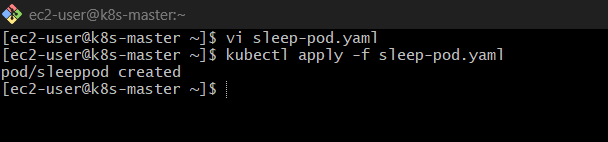 ec2-user@k8s-master:~
[ec2-user@k8s-master ~]$ vi sleep-pod.yaml
[ec2-user@k8s-master ~]$ kubectl apply -f sleep-pod.yaml
pod/sleeppod created
[ec2-user@k8s-master ~]$